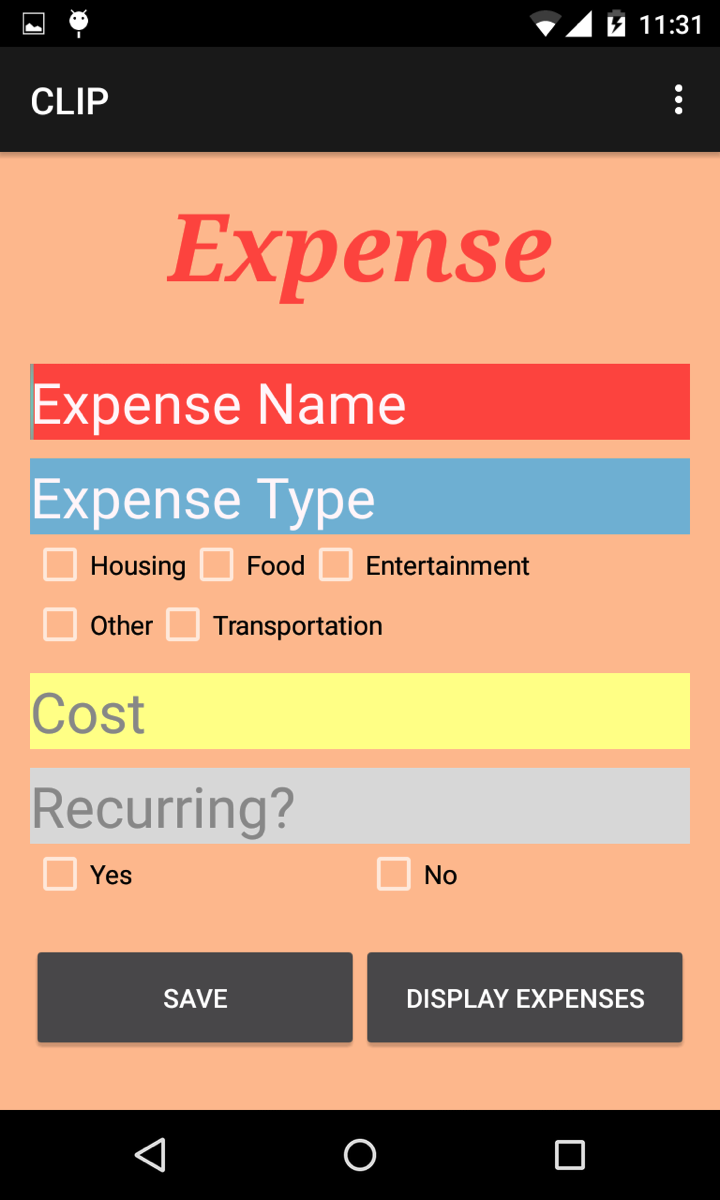 11:31
CLIP
Expense
Expense Name
Expense Type
Housing Food Entertainment
Other Transportation
Cost
Recurring?
Yes No
SAVE DISPLAY EXPENSES